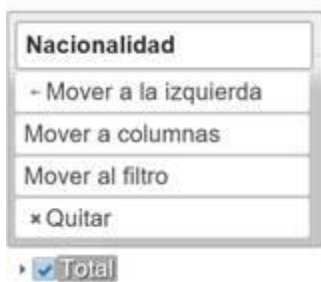 Nacionalidad
← Mover a la izquierda
Mover a columnas
Mover al filtro
× Quitar
Total